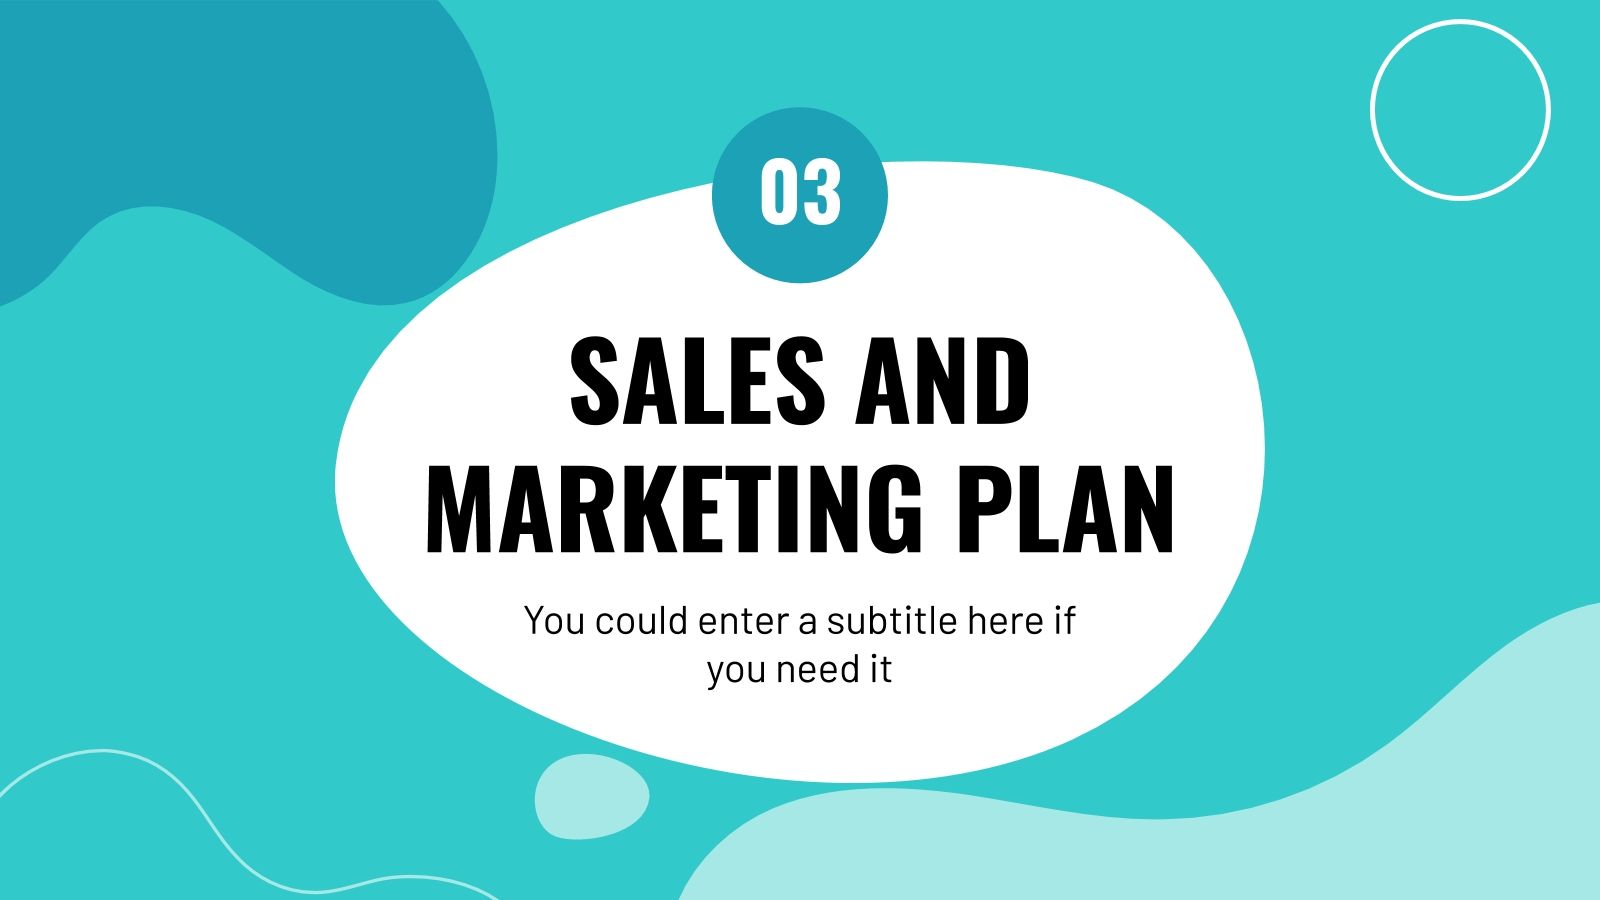 03
SALES AND
MARKETING PLAN
You could enter a subtitle here if
you need it